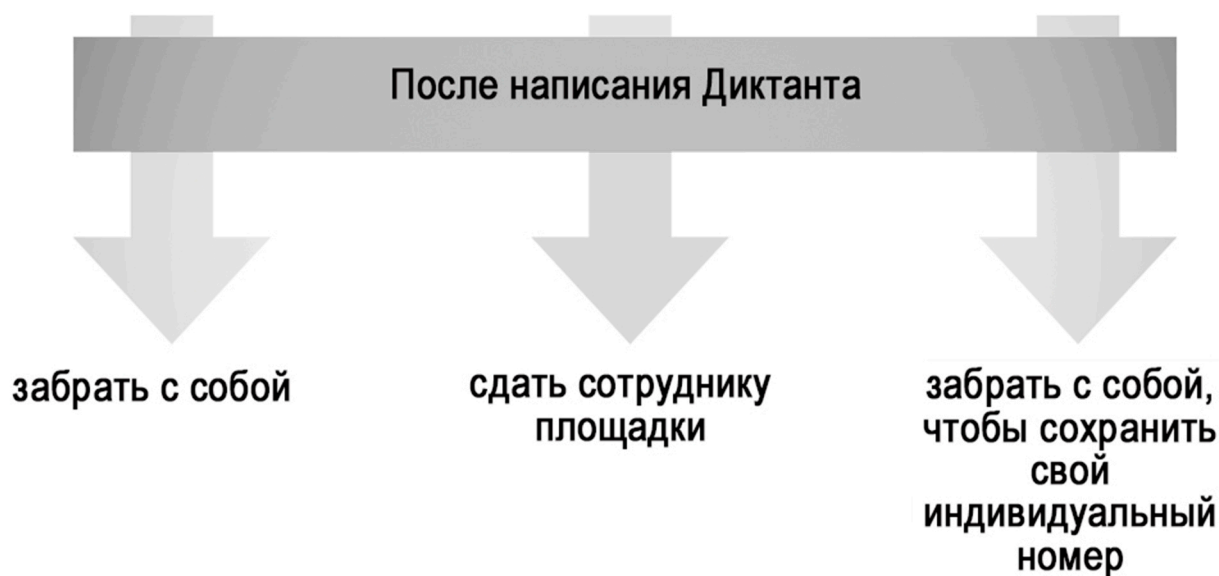 После написания Диктанта
забрать с собой
сдать сотруднику
площадки
забрать с собой,
чтобы сохранить
свой
индивидуальный
номер